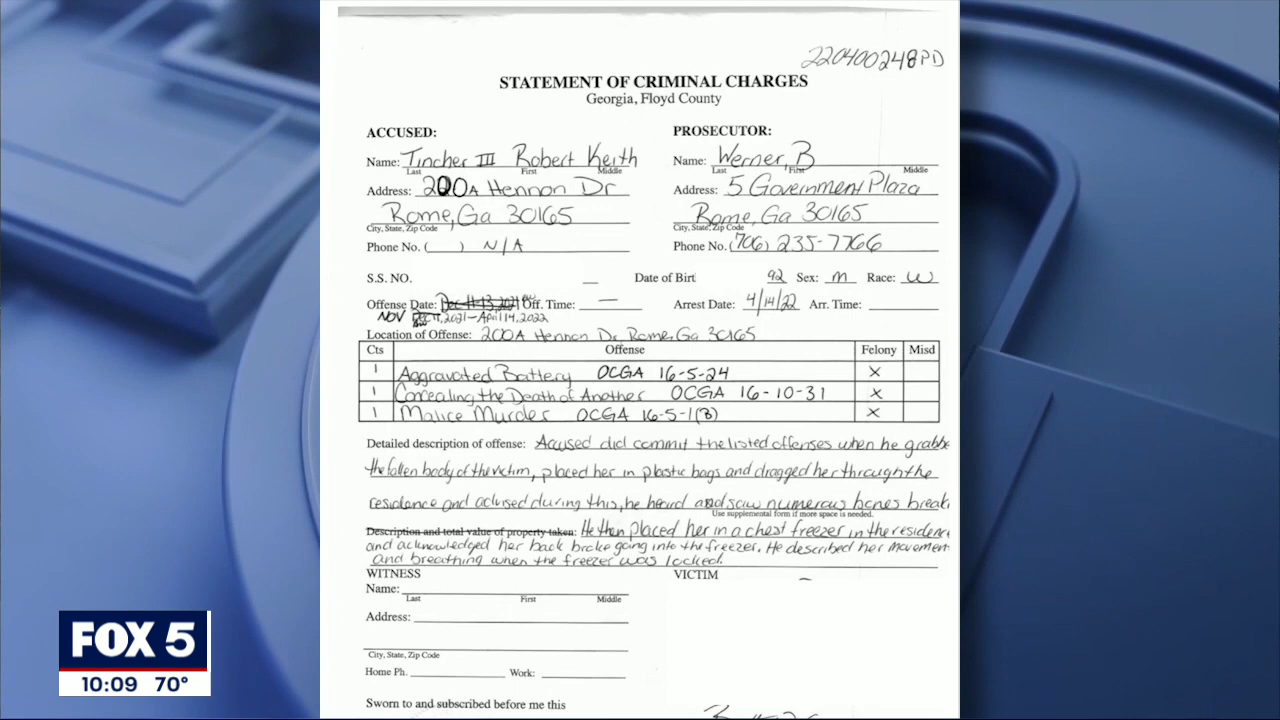 220400248PD
STATEMENT OF CRIMINAL CHARGES
Georgia, Floyd County
ACCUSED:
Name: Tincher III Robert Keith
Last First Middle
Address: 200A Hennon Dr
Rome, Ga 30165
City, State, Zip Code
Phone No. ( ) N/A
PROSECUTOR:
Name: Werner, B
Last First Middle
Address: 5 Government Plaza
Rome, Ga 30165
City, State, Zip Code
Phone No. (706) 235-7766
S.S. NO. Date of Birt 92 Sex: M Race: W
Offense Date: Dec 11-13, 2021 Off. Time: — Arrest Date: 4/14/22 Arr. Time:
NOV 11, 2021 - April 14, 2022
Location of Offense: 200A Hennon Dr Rome, Ga 30165
Cts Offense Felony Misd
1 Aggravated Battery OCGA 16-5-24 X
1 Concealing the Death of Another OCGA 16-10-31 X
1 Malice Murder OCGA 16-5-1(B) X
Detailed description of offense: Accused did commit the listed offenses when he grabbe
the fallen body of the victim, placed her in plastic bags and dragged her through the
residence and advised during this, he heard and saw numerous bones break
Use supplemental form if more space is needed.
Description and total value of property taken: He then placed her in a chest freezer in the residenc
and acknowledged her back broke going into the freezer. He described her movemen
and breathing when the freezer was locked.
WITNESS
Name:
Last First Middle
Address:
City, State, Zip Code
Home Ph. Work:
VICTIM
Sworn to and subscribed before me this
FOX 5
10:09 70°